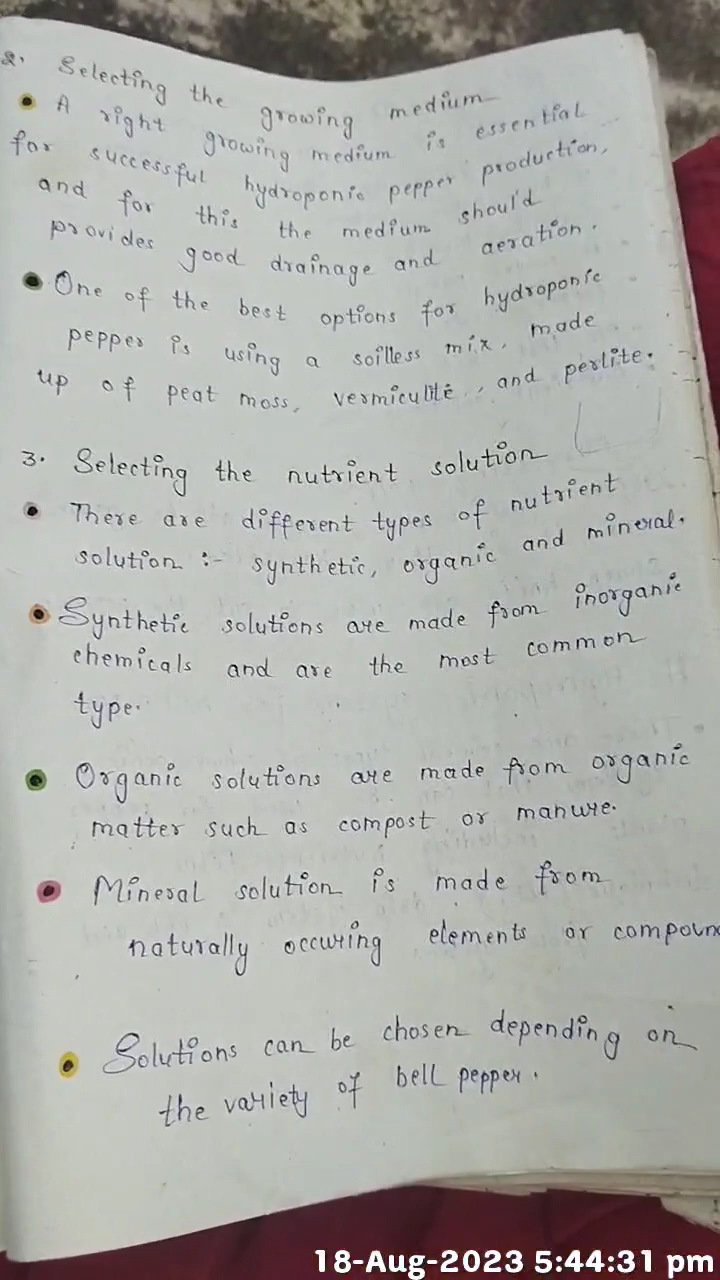 2. Selecting the growing medium
• A right growing medium is essential
for successful hydroponic pepper production,
and for this the medium should
provides good drainage and aeration.
• One of the best options for hydroponic
pepper is using a soilless mix, made
up of peat moss, vermiculite, and perlite.
3. Selecting the nutrient solution
• There are different types of nutrient
solution :- synthetic, organic and mineral.
• Synthetic solutions are made from inorganic
chemicals and are the most common
type.
• Organic solutions are made from organic
matter such as compost or manure.
• Mineral solution is made from
naturally occuring elements or compoun
• Solutions can be chosen depending on
the variety of bell pepper.
18-Aug-2023 5:44:31 pm